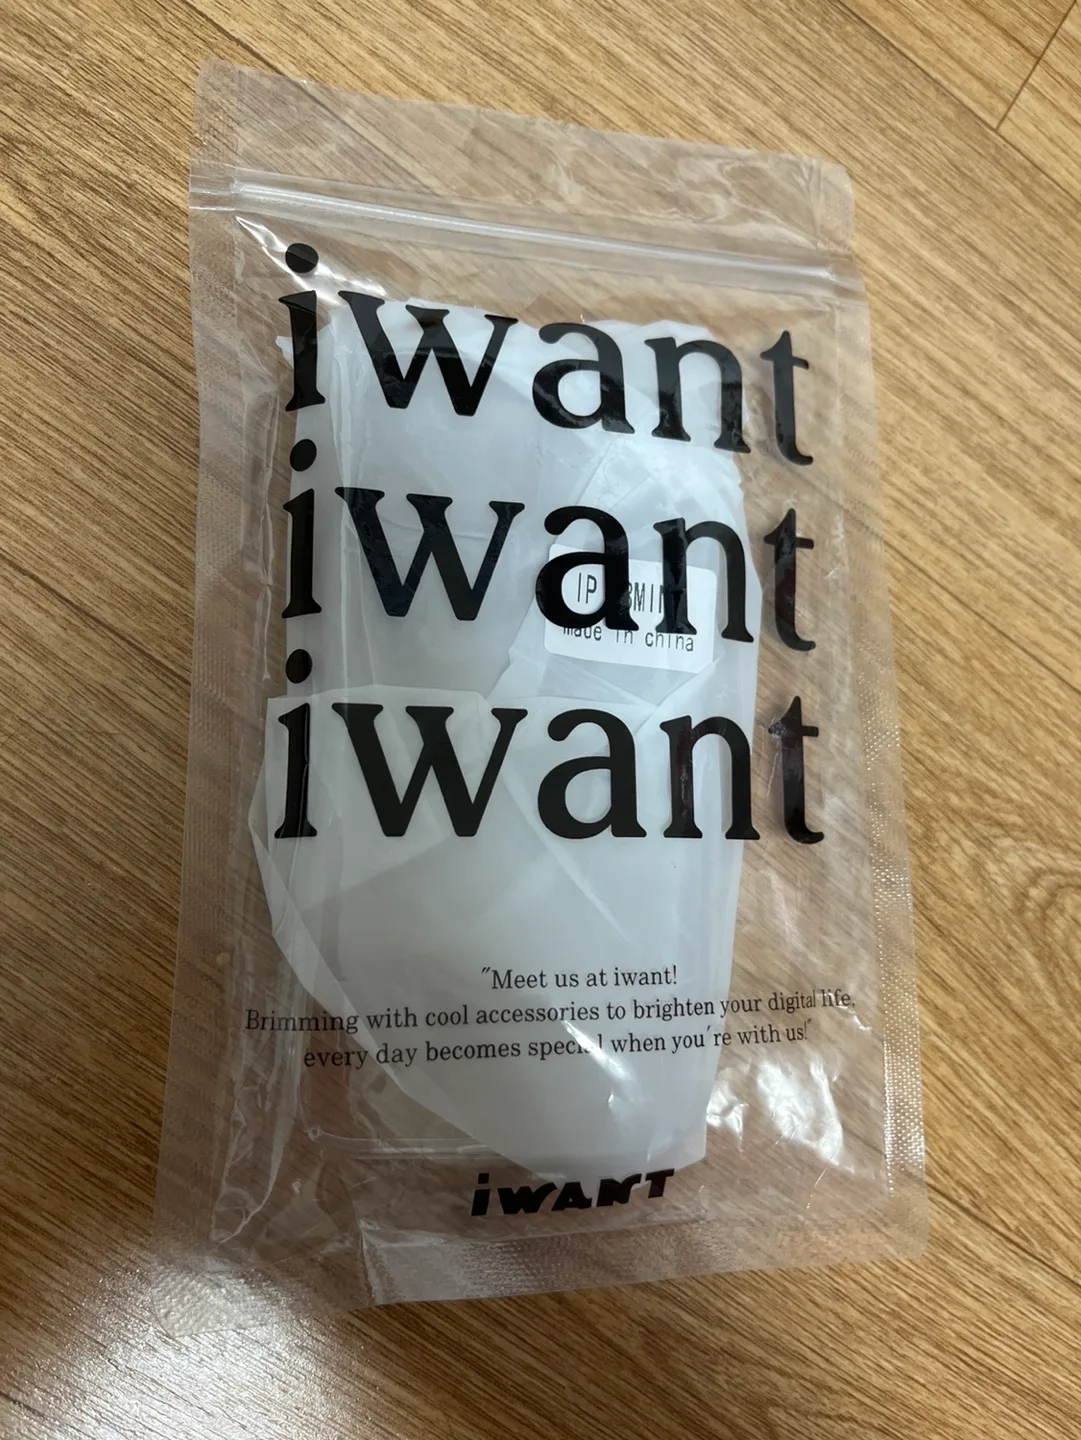 iwant
iwant
IP
made in china
iwant
"Meet us at iwant!
Brimming with cool accessories to brighten your digital life,
every day becomes special when you're with us!"
iWANT